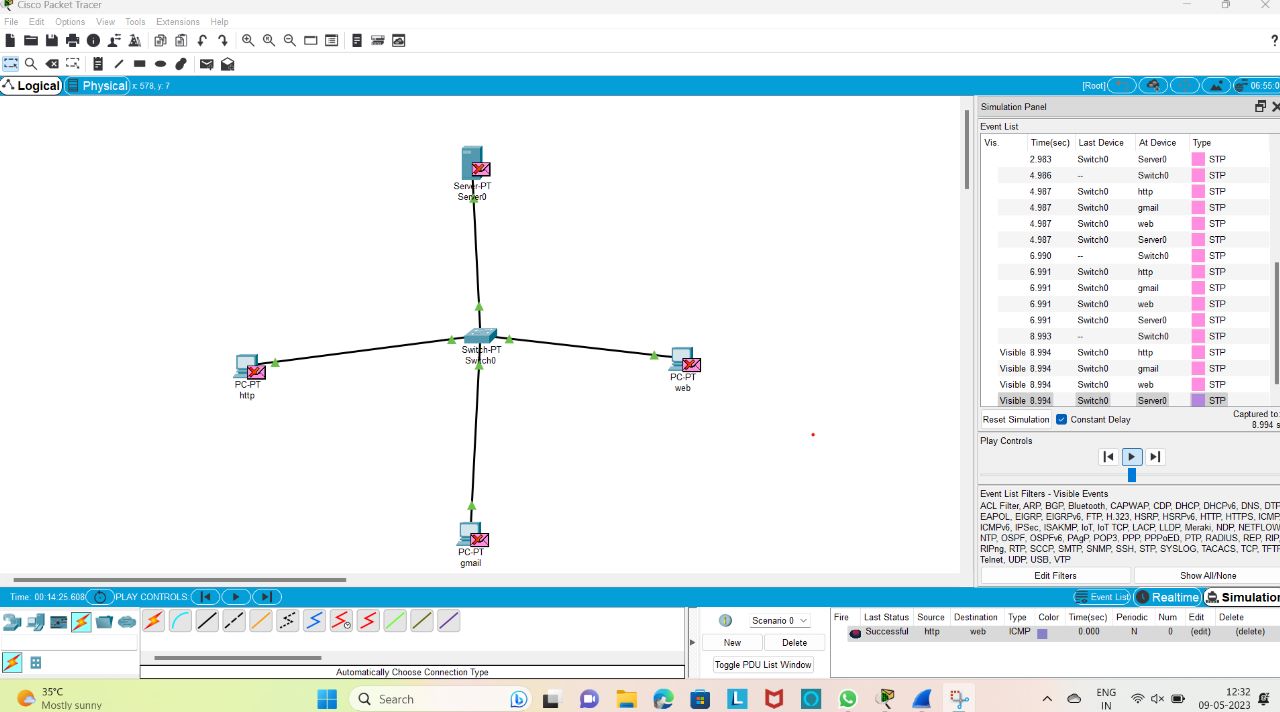 Cisco Packet Tracer
File Edit Options View Tools Extensions Help
?
Logical Physical x: 578, y: 7
[Root] 06:55:0
Server-PT
Server0
Switch-PT
Switch0
PC-PT
http
PC-PT
web
PC-PT
gmail
Simulation Panel
Event List
Vis. Time(sec) Last Device At Device Type
2.983 Switch0 Server0 STP
4.986 -- Switch0 STP
4.987 Switch0 http STP
4.987 Switch0 gmail STP
4.987 Switch0 web STP
4.987 Switch0 Server0 STP
6.990 -- Switch0 STP
6.991 Switch0 http STP
6.991 Switch0 gmail STP
6.991 Switch0 web STP
6.991 Switch0 Server0 STP
8.993 -- Switch0 STP
Visible 8.994 Switch0 http STP
Visible 8.994 Switch0 gmail STP
Visible 8.994 Switch0 web STP
Visible 8.994 Switch0 Server0 STP
Reset Simulation Constant Delay Captured to:
8.994 s
Play Controls
Event List Filters - Visible Events
ACL Filter, ARP, BGP, Bluetooth, CAPWAP, CDP, DHCP, DHCPv6, DNS, DTP
EAPOL, EIGRP, EIGRPv6, FTP, H.323, HSRP, HSRPv6, HTTP, HTTPS, ICMP
ICMPv6, IPSec, ISAKMP, IoT, IoT TCP, LACP, LLDP, Meraki, NDP, NETFLOW
NTP, OSPF, OSPFv6, PAgP, POP3, PPP, PPPoED, PTP, RADIUS, REP, RIP
RIPng, RTP, SCCP, SMTP, SNMP, SSH, STP, SYSLOG, TACACS, TCP, TFTP
Telnet, UDP, USB, VTP
Edit Filters Show All/None
Time: 00:14:25.608 PLAY CONTROLS: Event List Realtime Simulation
Automatically Choose Connection Type
Scenario 0
New Delete
Toggle PDU List Window
Fire Last Status Source Destination Type Color Time(sec) Periodic Num Edit Delete
Successful http web ICMP 0.000 N 0 (edit) (delete)
35°C
Mostly sunny
Search
ENG
IN
12:32
09-05-2023